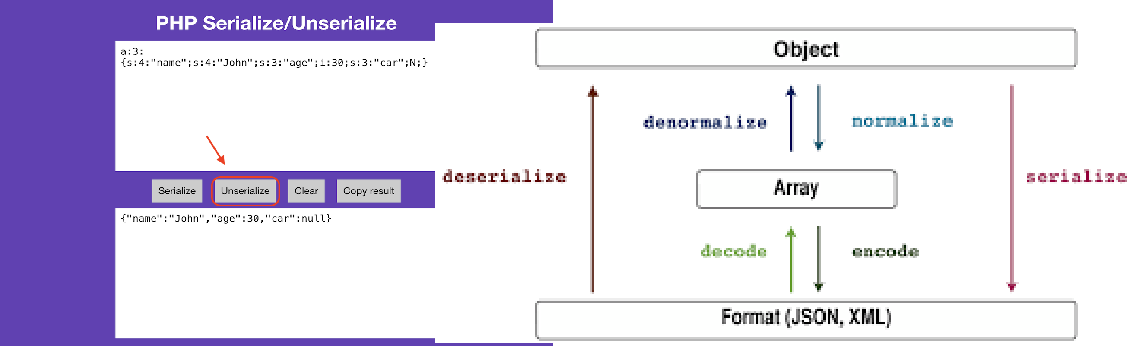 PHP Serialize/Unserialize
a:3:
{s:4:"name";s:4:"John";s:3:"age";i:30;s:3:"car";N;}
Serialize
Unserialize
Clear
Copy result
{"name":"John","age":30,"car":null}
Object
denormalize
normalize
deserialize
Array
serialize
decode
encode
Format (JSON, XML)